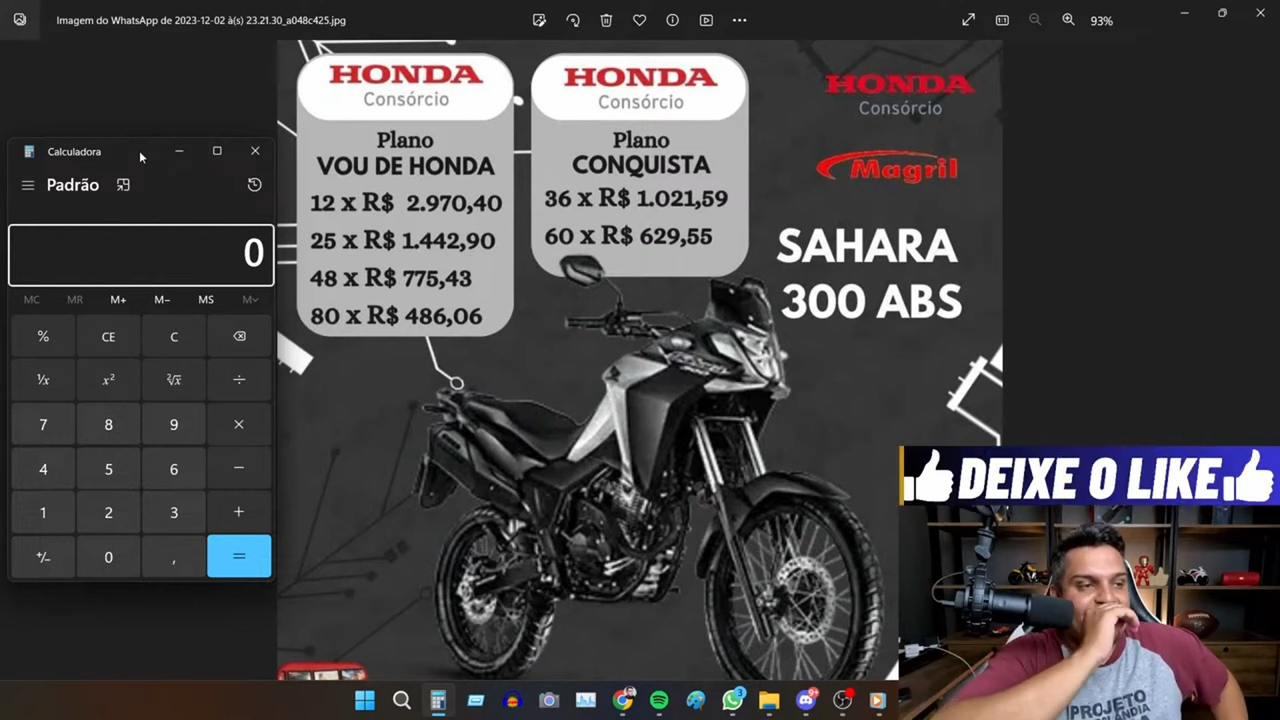 Imagem do WhatsApp de 2023-12-02 à(s) 23.21.30_a048c425.jpg
93%
HONDA
Consórcio
Plano
VOU DE HONDA
12 x R$ 2.970,40
25 x R$ 1.442,90
48 x R$ 775,43
80 x R$ 486,06
HONDA
Consórcio
Plano
CONQUISTA
36 x R$ 1.021,59
60 x R$ 629,55
HONDA
Consórcio
Magril
SAHARA
300 ABS
Calculadora
Padrão
0
MC MR M+ M− MS M˅
% CE C
¹/x x² ²√x ÷
7 8 9 ×
4 5 6 −
1 2 3 +
+/− 0 , =
DEIXE O LIKE
PROJETO